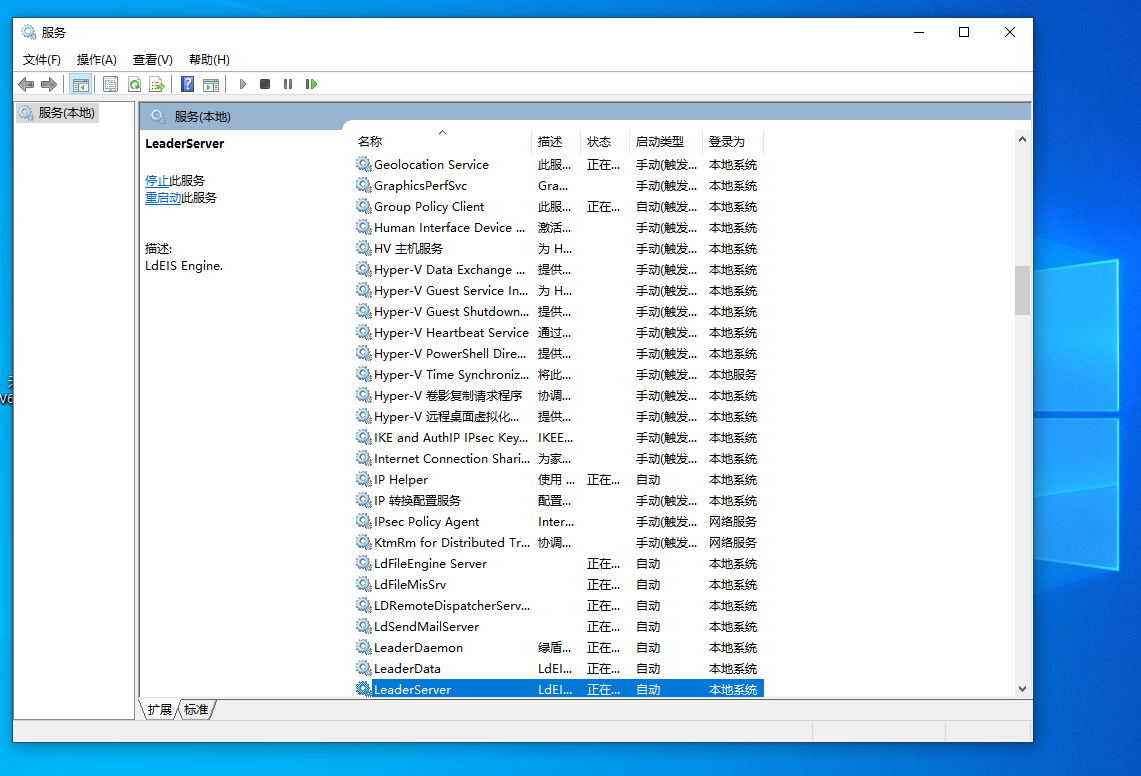 服务
文件(F) 操作(A) 查看(V) 帮助(H)
服务(本地)
服务(本地)
LeaderServer
停止此服务
重启动此服务
描述:
LdEIS Engine.
名称 描述 状态 启动类型 登录为
Geolocation Service 此服... 正在... 手动(触发... 本地系统
GraphicsPerfSvc Gra... 手动(触发... 本地系统
Group Policy Client 此服... 正在... 自动(触发... 本地系统
Human Interface Device ... 激活... 手动(触发... 本地系统
HV 主机服务 为 H... 手动(触发... 本地系统
Hyper-V Data Exchange ... 提供... 手动(触发... 本地系统
Hyper-V Guest Service In... 为 H... 手动(触发... 本地系统
Hyper-V Guest Shutdown... 提供... 手动(触发... 本地系统
Hyper-V Heartbeat Service 通过... 手动(触发... 本地系统
Hyper-V PowerShell Dire... 提供... 手动(触发... 本地系统
Hyper-V Time Synchroniz... 将此... 手动(触发... 本地服务
Hyper-V 卷影复制请求程序 协调... 手动(触发... 本地系统
Hyper-V 远程桌面虚拟化... 提供... 手动(触发... 本地系统
IKE and AuthIP IPsec Key... IKEE... 手动(触发... 本地系统
Internet Connection Shari... 为家... 手动(触发... 本地系统
IP Helper 使用 ... 正在... 自动 本地系统
IP 转换配置服务 配置... 手动(触发... 本地系统
IPsec Policy Agent Inter... 手动(触发... 网络服务
KtmRm for Distributed Tr... 协调... 手动(触发... 网络服务
LdFileEngine Server 正在... 自动 本地系统
LdFileMisSrv 正在... 自动 本地系统
LDRemoteDispatcherServ... 正在... 自动 本地系统
LdSendMailServer 正在... 自动 本地系统
LeaderDaemon 绿盾... 正在... 自动 本地系统
LeaderData LdEI... 正在... 自动 本地系统
LeaderServer LdEI... 正在... 自动 本地系统
扩展 标准
V6